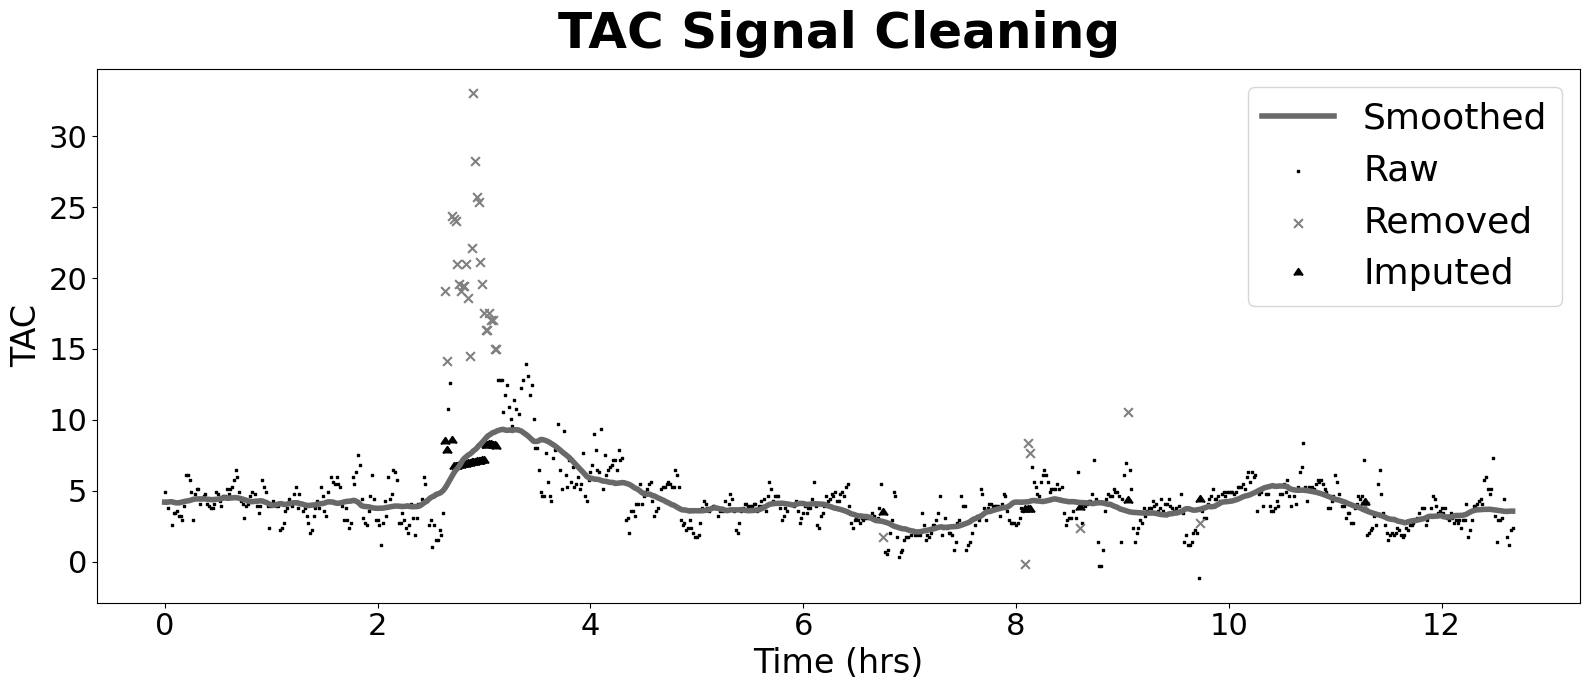 TAC Signal Cleaning
Smoothed
Raw
Removed
Imputed
TAC
30
25
20
15
10
5
0
0 2 4 6 8 10 12
Time (hrs)